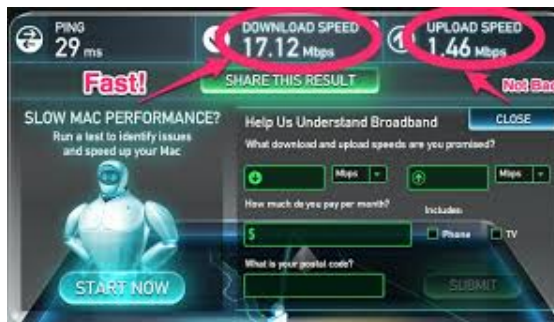 PING
29 ms
DOWNLOAD SPEED
17.12 Mbps
UPLOAD SPEED
1.46 Mbps
Fast!
SHARE THIS RESULT
Not Bad
SLOW MAC PERFORMANCE?
Run a test to identify issues
and speed up your Mac
START NOW
Help Us Understand Broadband
CLOSE
What download and upload speeds are you promised?
Mbps
Mbps
How much do you pay per month?
Includes:
$
Phone
TV
What is your postal code?
SUBMIT